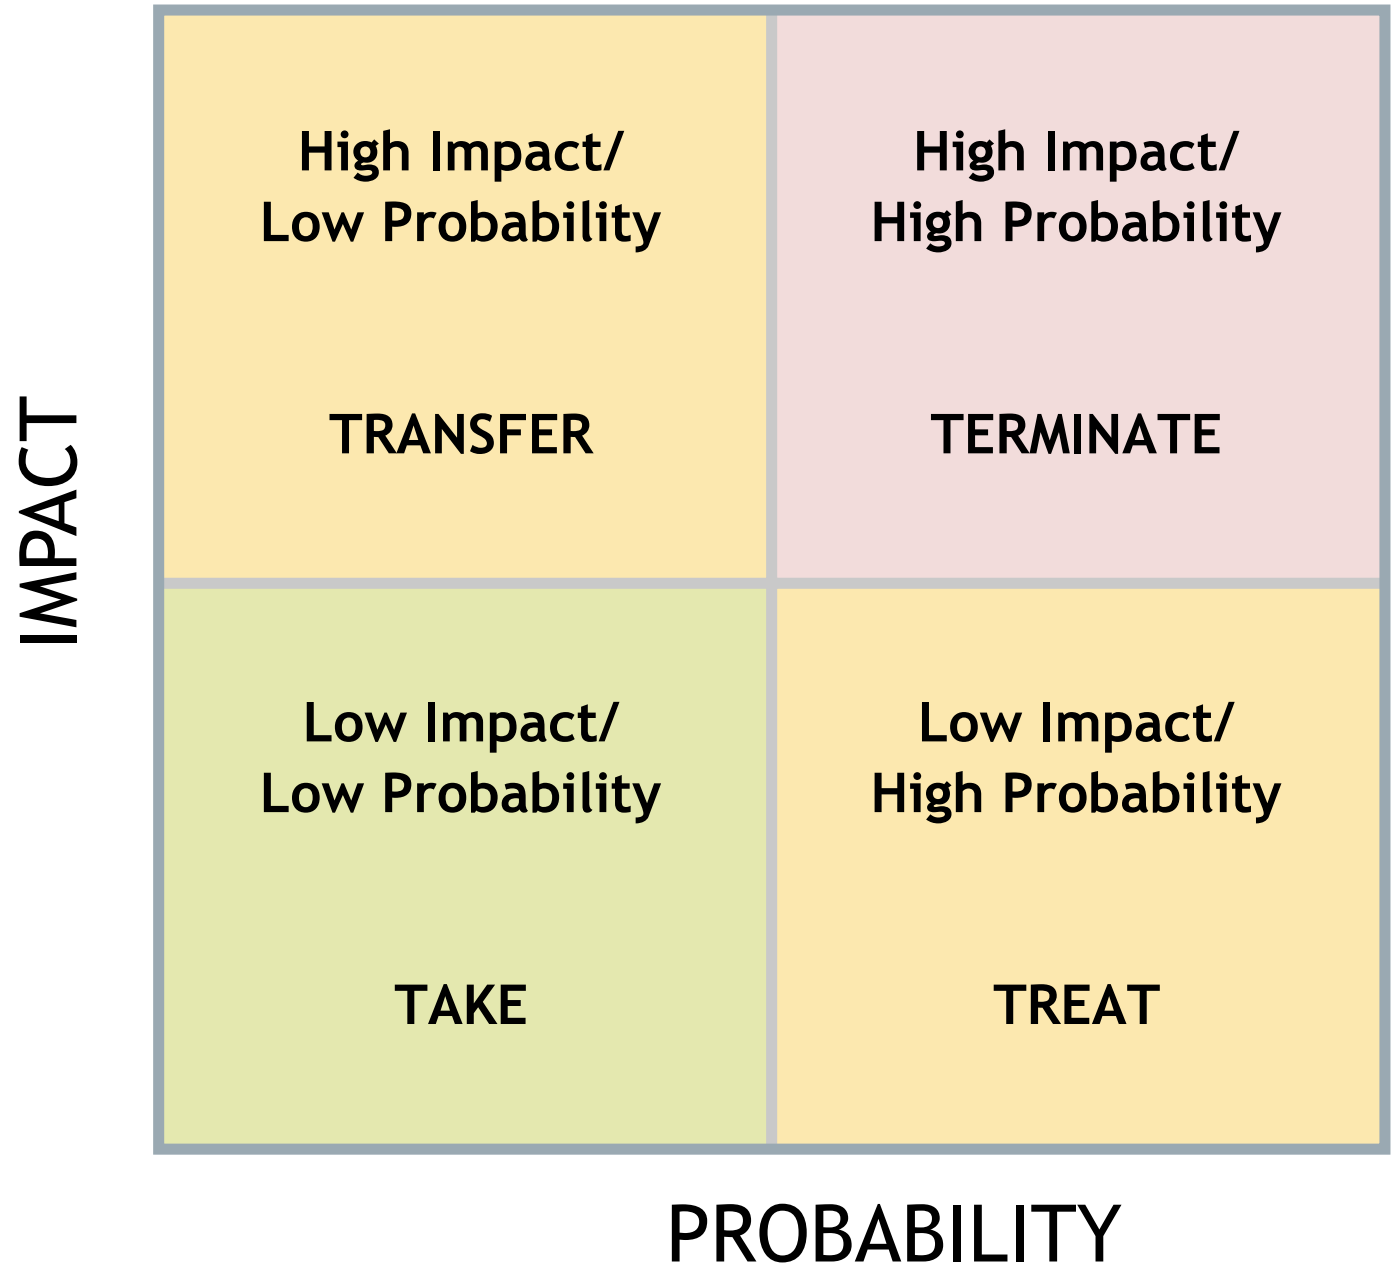 High Impact/
Low Probability
TRANSFER
High Impact/
High Probability
TERMINATE
IMPACT
Low Impact/
Low Probability
TAKE
Low Impact/
High Probability
TREAT
PROBABILITY